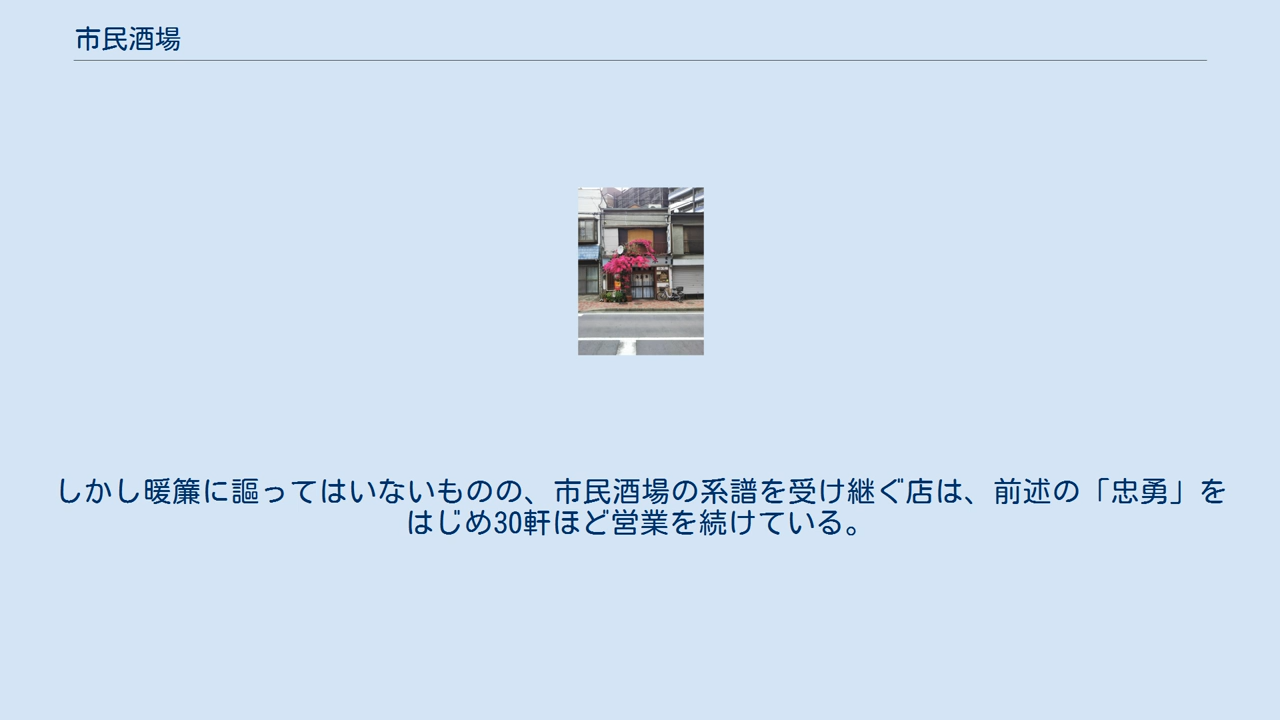 市民酒場
しかし暖簾に謳ってはいないものの、市民酒場の系譜を受け継ぐ店は、前述の「忠勇」を
はじめ30軒ほど営業を続けている。